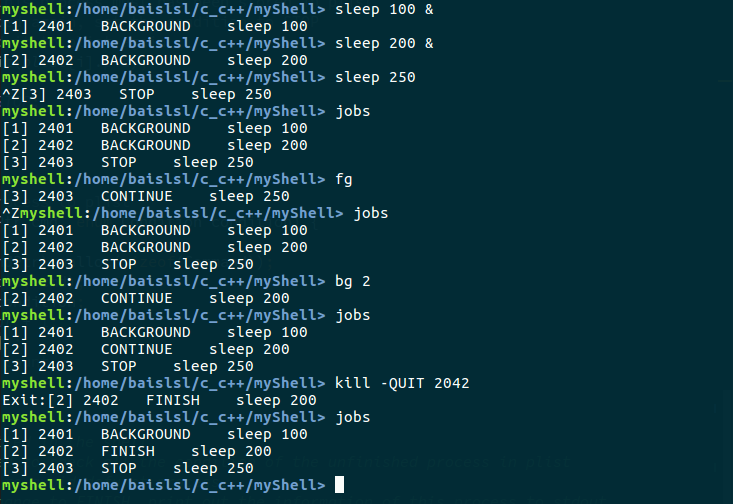 myshell:/home/baislsl/c_c++/myShell> sleep 100 &
[1] 2401   BACKGROUND    sleep 100
myshell:/home/baislsl/c_c++/myShell> sleep 200 &
[2] 2402   BACKGROUND    sleep 200
myshell:/home/baislsl/c_c++/myShell> sleep 250
^Z[3] 2403   STOP    sleep 250
myshell:/home/baislsl/c_c++/myShell> jobs
[1] 2401   BACKGROUND    sleep 100
[2] 2402   BACKGROUND    sleep 200
[3] 2403   STOP    sleep 250
myshell:/home/baislsl/c_c++/myShell> fg
[3] 2403   CONTINUE    sleep 250
^Zmyshell:/home/baislsl/c_c++/myShell> jobs
[1] 2401   BACKGROUND    sleep 100
[2] 2402   BACKGROUND    sleep 200
[3] 2403   STOP    sleep 250
myshell:/home/baislsl/c_c++/myShell> bg 2
[2] 2402   CONTINUE    sleep 200
myshell:/home/baislsl/c_c++/myShell> jobs
[1] 2401   BACKGROUND    sleep 100
[2] 2402   CONTINUE    sleep 200
[3] 2403   STOP    sleep 250
myshell:/home/baislsl/c_c++/myShell> kill -QUIT 2042
Exit:[2] 2402   FINISH    sleep 200
myshell:/home/baislsl/c_c++/myShell> jobs
[1] 2401   BACKGROUND    sleep 100
[2] 2402   FINISH    sleep 200
[3] 2403   STOP    sleep 250
myshell:/home/baislsl/c_c++/myShell>